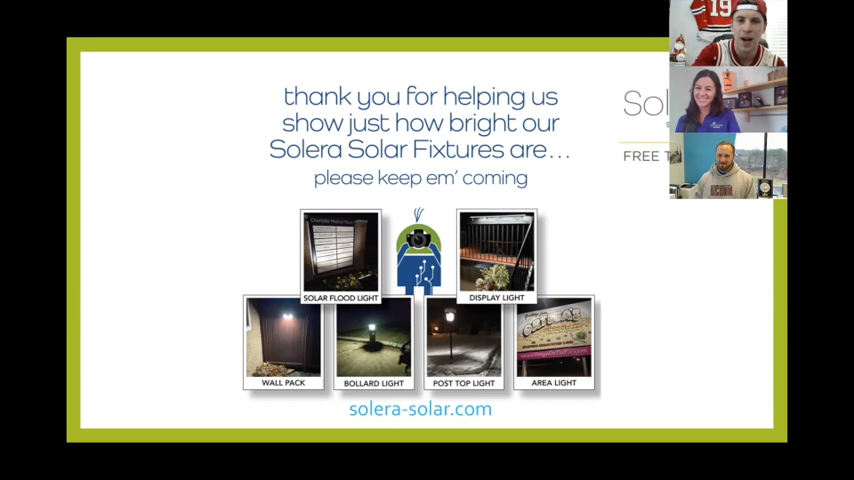 thank you for helping us
show just how bright our
Solera Solar Fixtures are...
please keep em' coming
Sol
FREE T
19
SOLAR FLOOD LIGHT
DISPLAY LIGHT
WALL PACK
BOLLARD LIGHT
POST TOP LIGHT
AREA LIGHT
solera-solar.com